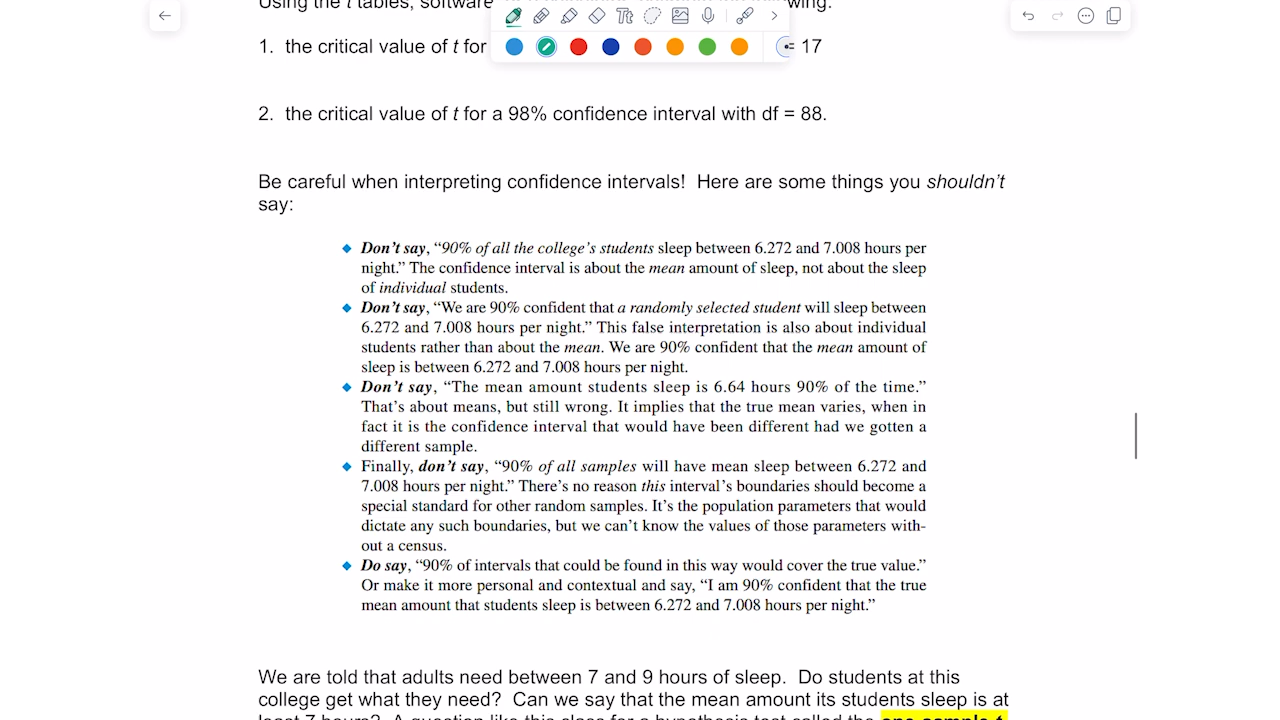 Using the t tables, software
wing.
1. the critical value of t for = 17
2. the critical value of t for a 98% confidence interval with df = 88.
Be careful when interpreting confidence intervals! Here are some things you shouldn't
say:
◆ Don't say, “90% of all the college's students sleep between 6.272 and 7.008 hours per
night.” The confidence interval is about the mean amount of sleep, not about the sleep
of individual students.
◆ Don't say, “We are 90% confident that a randomly selected student will sleep between
6.272 and 7.008 hours per night.” This false interpretation is also about individual
students rather than about the mean. We are 90% confident that the mean amount of
sleep is between 6.272 and 7.008 hours per night.
◆ Don't say, “The mean amount students sleep is 6.64 hours 90% of the time.”
That's about means, but still wrong. It implies that the true mean varies, when in
fact it is the confidence interval that would have been different had we gotten a
different sample.
◆ Finally, don't say, “90% of all samples will have mean sleep between 6.272 and
7.008 hours per night.” There's no reason this interval's boundaries should become a
special standard for other random samples. It's the population parameters that would
dictate any such boundaries, but we can't know the values of those parameters with-
out a census.
◆ Do say, “90% of intervals that could be found in this way would cover the true value.”
Or make it more personal and contextual and say, “I am 90% confident that the true
mean amount that students sleep is between 6.272 and 7.008 hours per night.”
We are told that adults need between 7 and 9 hours of sleep. Do students at this
college get what they need? Can we say that the mean amount its students sleep is at
least 7 hours? A question like this class for a hypothesis test called the one-sample t